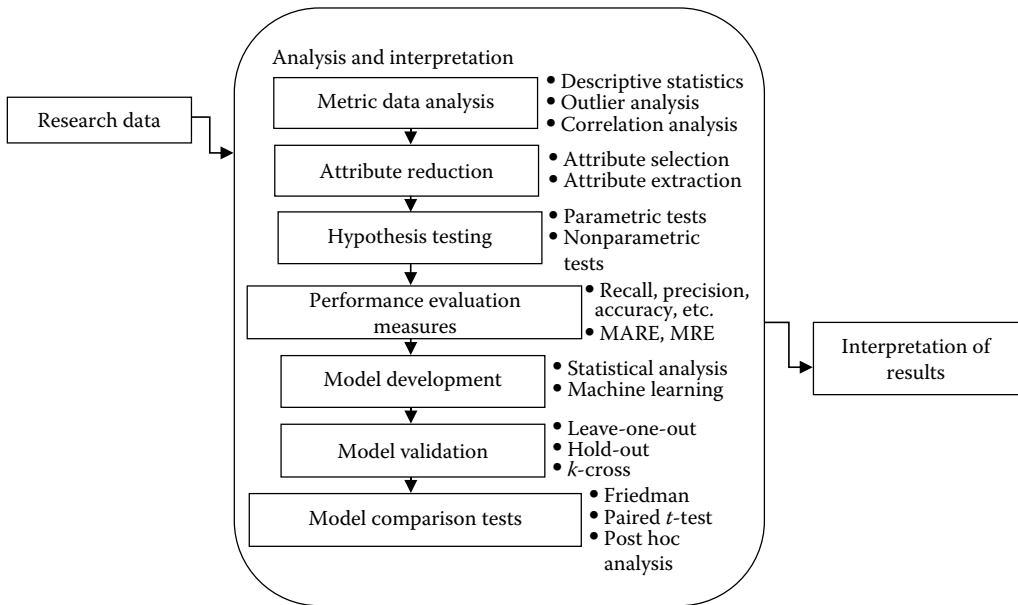 Analysis and interpretation
Research data
Metric data analysis
• Descriptive statistics
• Outlier analysis
• Correlation analysis
Attribute reduction
• Attribute selection
• Attribute extraction
Hypothesis testing
• Parametric tests
• Nonparametric
tests
Performance evaluation
measures
• Recall, precision,
accuracy, etc.
• MARE, MRE
Model development
• Statistical analysis
• Machine learning
Model validation
• Leave-one-out
• Hold-out
• k-cross
Model comparison tests
• Friedman
• Paired t-test
• Post hoc
analysis
Interpretation of
results